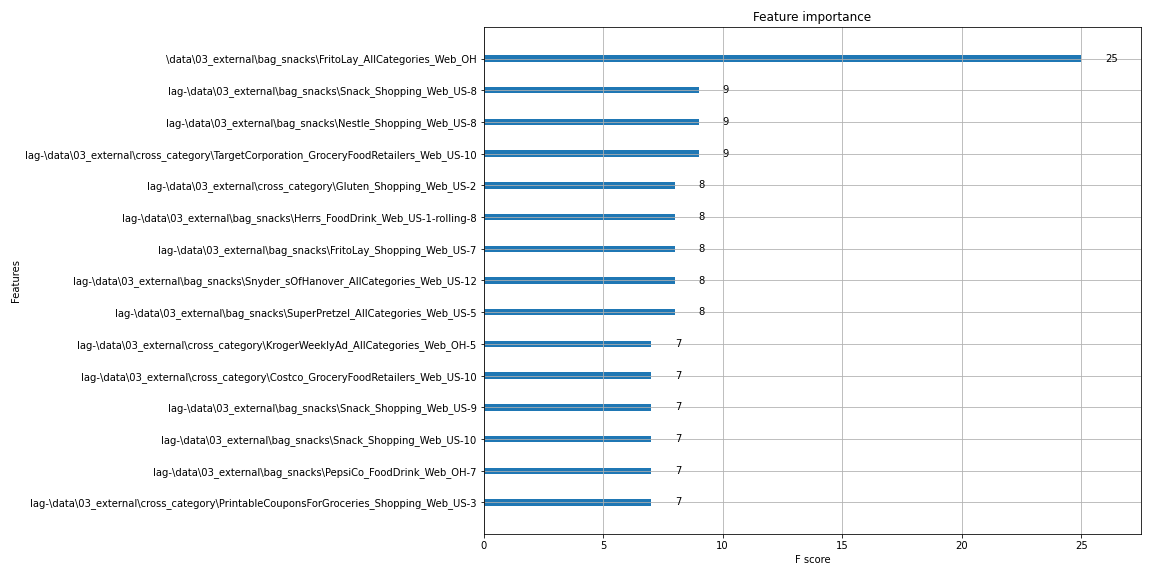 Feature importance
\data\03_external\bag_snacks\FritoLay_AllCategories_Web_OH
25
lag-\data\03_external\bag_snacks\Snack_Shopping_Web_US-8
9
lag-\data\03_external\bag_snacks\Nestle_Shopping_Web_US-8
9
lag-\data\03_external\cross_category\TargetCorporation_GroceryFoodRetailers_Web_US-10
9
lag-\data\03_external\cross_category\Gluten_Shopping_Web_US-2
8
lag-\data\03_external\bag_snacks\Herrs_FoodDrink_Web_US-1-rolling-8
8
lag-\data\03_external\bag_snacks\FritoLay_Shopping_Web_US-7
8
lag-\data\03_external\bag_snacks\Snyder_sOfHanover_AllCategories_Web_US-12
8
lag-\data\03_external\bag_snacks\SuperPretzel_AllCategories_Web_US-5
8
lag-\data\03_external\cross_category\KrogerWeeklyAd_AllCategories_Web_OH-5
7
lag-\data\03_external\cross_category\Costco_GroceryFoodRetailers_Web_US-10
7
lag-\data\03_external\bag_snacks\Snack_Shopping_Web_US-9
7
lag-\data\03_external\bag_snacks\Snack_Shopping_Web_US-10
7
lag-\data\03_external\bag_snacks\PepsiCo_FoodDrink_Web_OH-7
7
lag-\data\03_external\cross_category\PrintableCouponsForGroceries_Shopping_Web_US-3
7
Features
0 5 10 15 20 25
F score